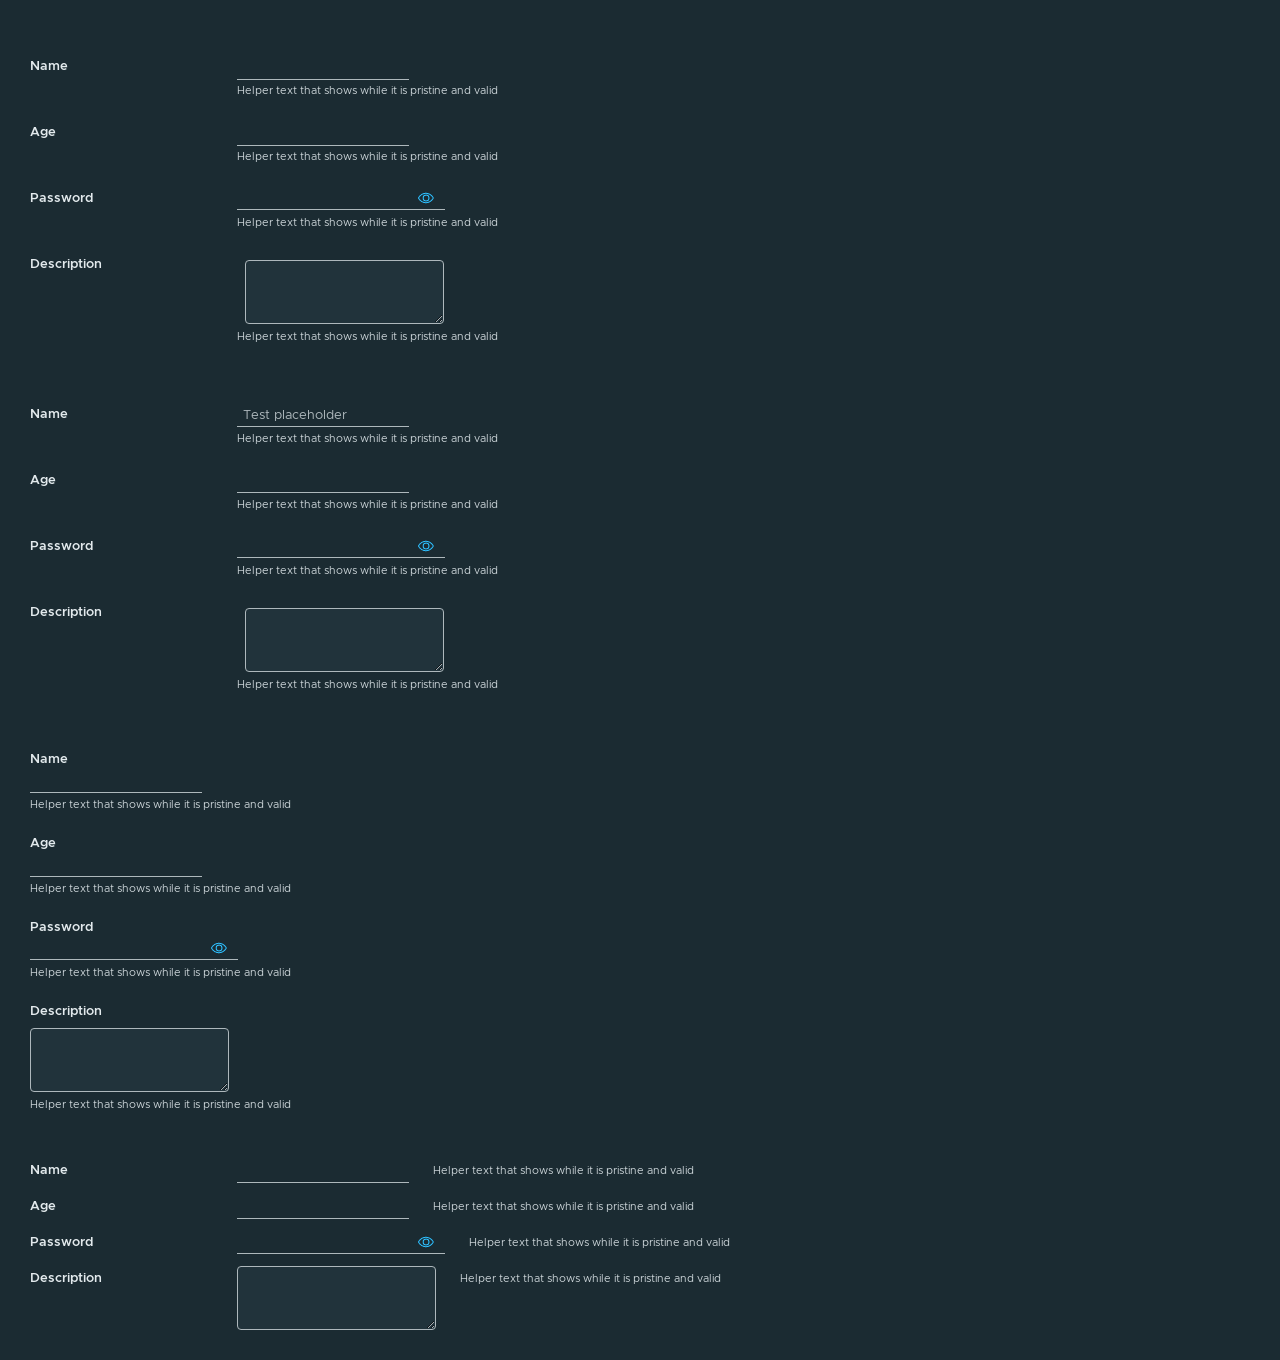 Name
Helper text that shows while it is pristine and valid
Age
Helper text that shows while it is pristine and valid
Password
Helper text that shows while it is pristine and valid
Description
Helper text that shows while it is pristine and valid
Name
Test placeholder
Helper text that shows while it is pristine and valid
Age
Helper text that shows while it is pristine and valid
Password
Helper text that shows while it is pristine and valid
Description
Helper text that shows while it is pristine and valid
Name
Helper text that shows while it is pristine and valid
Age
Helper text that shows while it is pristine and valid
Password
Helper text that shows while it is pristine and valid
Description
Helper text that shows while it is pristine and valid
Name Helper text that shows while it is pristine and valid
Age Helper text that shows while it is pristine and valid
Password Helper text that shows while it is pristine and valid
Description Helper text that shows while it is pristine and valid